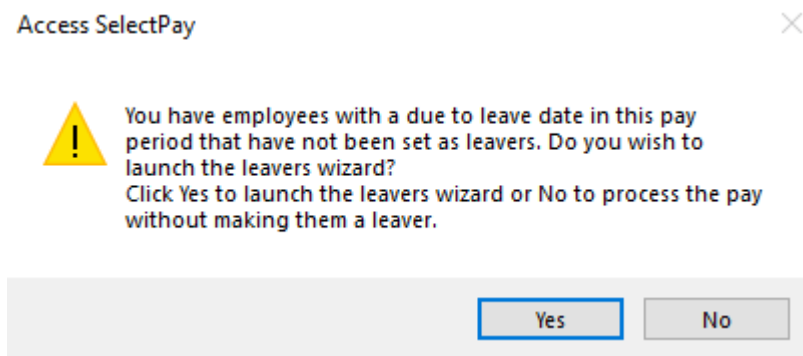 Access SelectPay
You have employees with a due to leave date in this pay
period that have not been set as leavers. Do you wish to
launch the leavers wizard?
Click Yes to launch the leavers wizard or No to process the pay
without making them a leaver.
Yes No